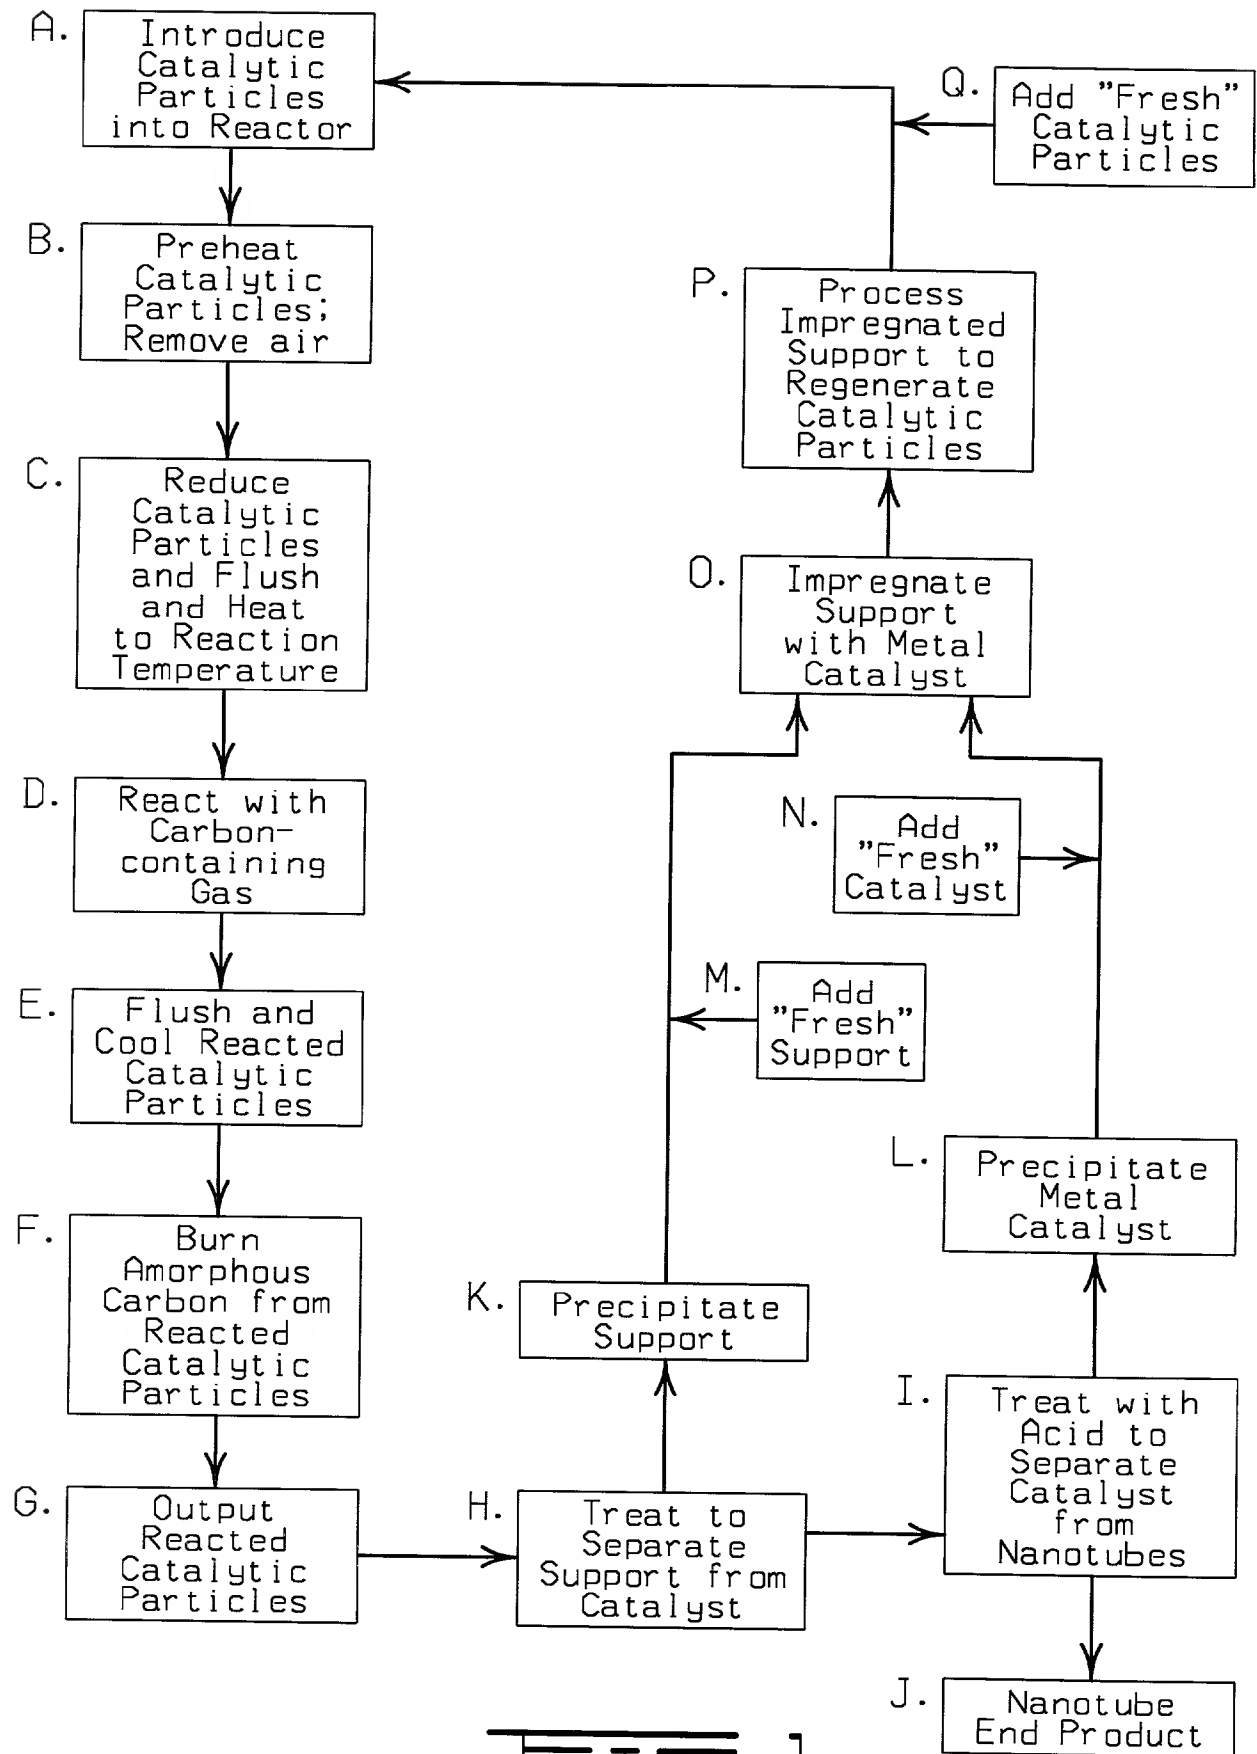 A.
Introduce
Catalytic
Particles
into Reactor
B.
Preheat
Catalytic
Particles;
Remove air
C.
Reduce
Catalytic
Particles
and Flush
and Heat
to Reaction
Temperature
D.
React with
Carbon-
containing
Gas
E.
Flush and
Cool Reacted
Catalytic
Particles
F.
Burn
Amorphous
Carbon from
Reacted
Catalytic
Particles
G.
Output
Reacted
Catalytic
Particles
H.
Treat to
Separate
Support from
Catalyst
I.
Treat with
Acid to
Separate
Catalyst
from
Nanotubes
J.
Nanotube
End Product
K.
Precipitate
Support
L.
Precipitate
Metal
Catalyst
M.
Add
"Fresh"
Support
N.
Add
"Fresh"
Catalyst
O.
Impregnate
Support
with Metal
Catalyst
P.
Process
Impregnated
Support to
Regenerate
Catalytic
Particles
Q.
Add "Fresh"
Catalytic
Particles